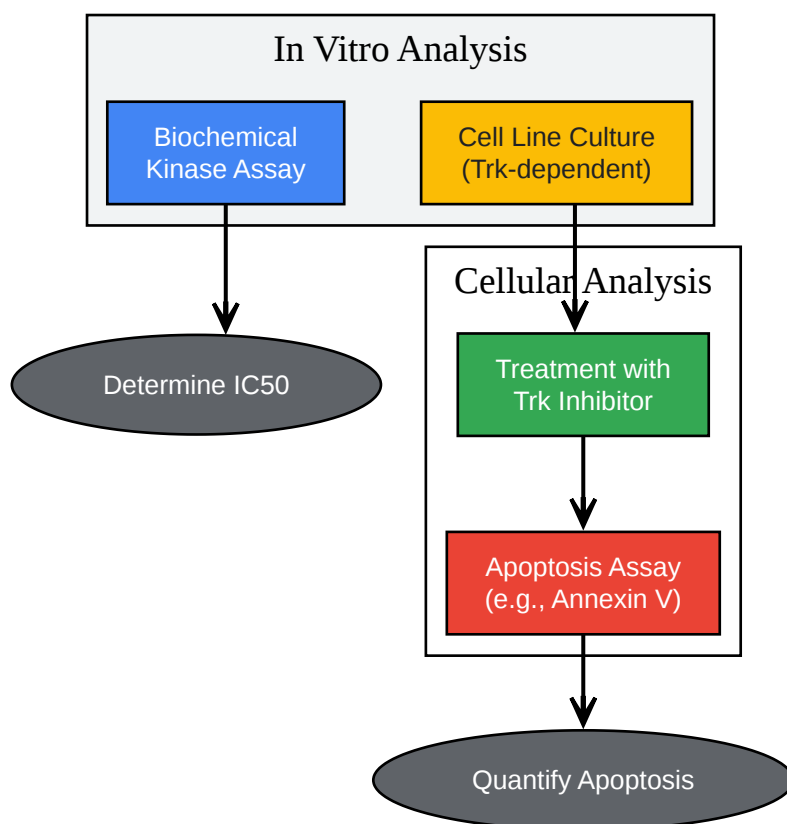 In Vitro Analysis
Biochemical
Kinase Assay
Cell Line Culture
(Trk-dependent)
Cellular Analysis
Determine IC50
Treatment with
Trk Inhibitor
Apoptosis Assay
(e.g., Annexin V)
Quantify Apoptosis